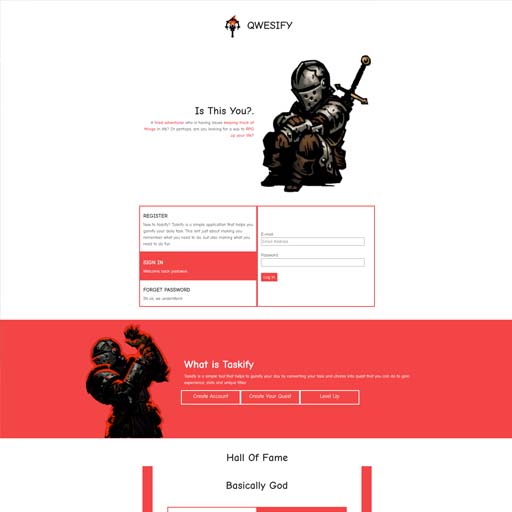 QWESIFY
Is This You?.
A tired adventurer who is having issues keeping track of
things in life? Or perhaps, are you looking for a way to RPG
up your life?
REGISTER
New to Taskify? Taskify is a simple application that helps you
gamify your daily task. This isnt just about making you
remember what you need to do, but also making what you
need to do fun
SIGN IN
Welcome back padawan.
FORGET PASSWORD
Its ok, we understand
E-mail
Email Address
Password
Log In
What is Taskify
Taskify is a simple tool that helps to gamify your day by converting your task and chores into quest that you can do to gain
experience, stats and unique titles
Create Account
Create Your Quest
Level Up
Hall Of Fame
Basically God